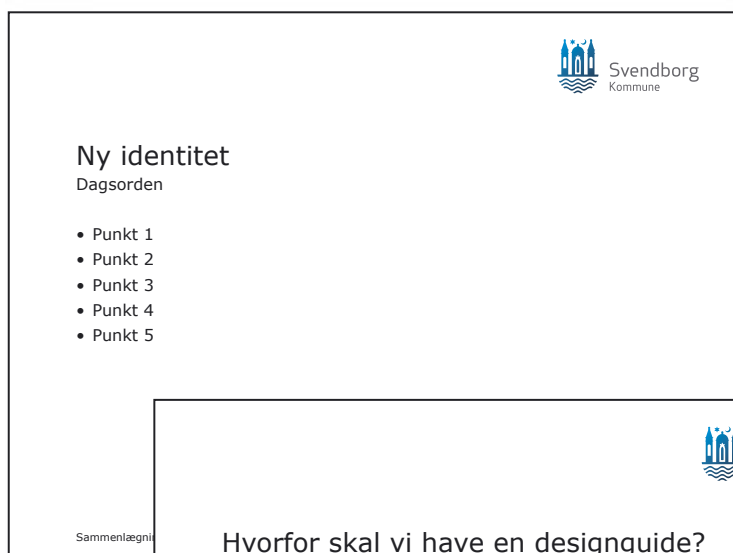 Svendborg
Kommune
Ny identitet
Dagsorden
• Punkt 1
• Punkt 2
• Punkt 3
• Punkt 4
• Punkt 5
Hvorfor skal vi have en designguide?